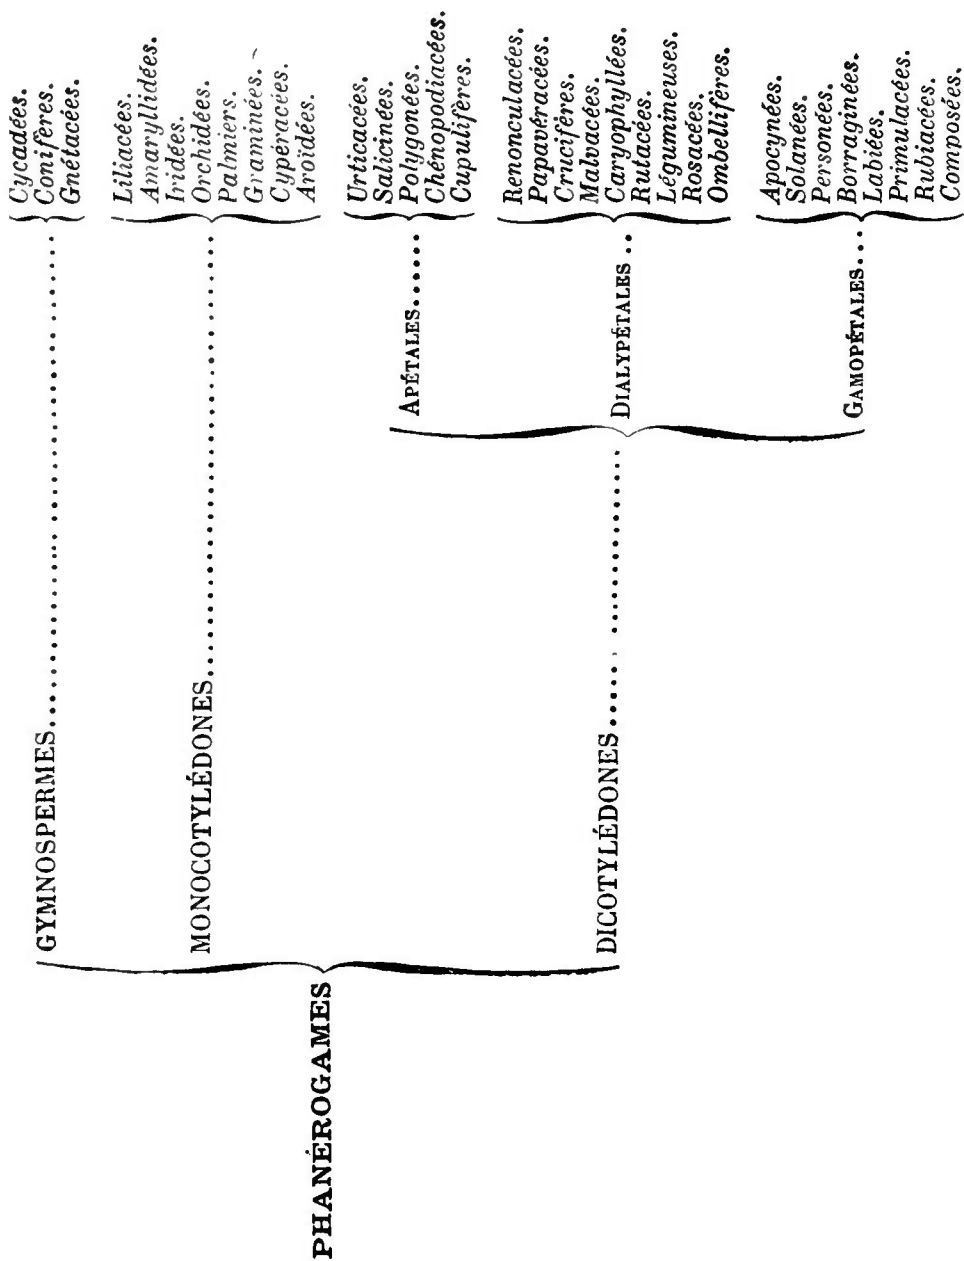 PHANÉROGAMES
GYMNOSPERMES
Cycadées.
Conifères.
Gnétacées.
MONOCOTYLÉDONES
Liliacées.
Amaryllidées.
Iridées.
Orchidées.
Palmiers.
Graminées.
Cypéracées.
Aroïdées.
DICOTYLÉDONES
APÉTALES
Urticacées.
Salicinées.
Polygonées.
Chénopodiacées.
Cupulifères.
DIALYPÉTALES
Renonculacées.
Papavéracées.
Crucifères.
Malvacées.
Caryophyllées.
Rutacées.
Légumineuses.
Rosacées.
Ombellifères.
GAMOPÉTALES
Apocynées.
Solanées.
Personées.
Borraginées.
Labiées.
Primulacées.
Rubiacées.
Composées.